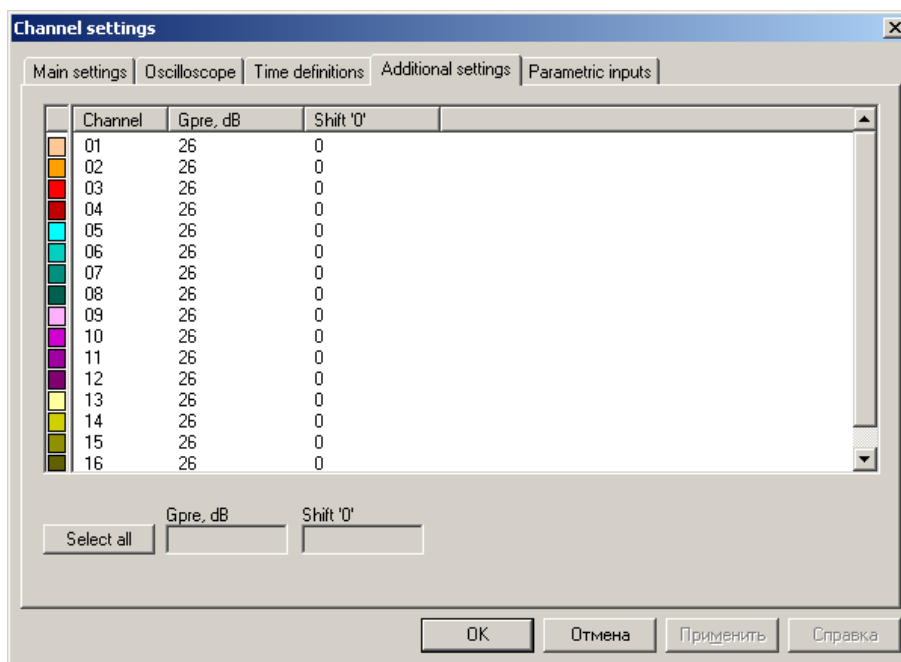 Channel settings
Main settings Oscilloscope Time definitions Additional settings Parametric inputs
Channel Gpre, dB Shift '0'
01 26 0
02 26 0
03 26 0
04 26 0
05 26 0
06 26 0
07 26 0
08 26 0
09 26 0
10 26 0
11 26 0
12 26 0
13 26 0
14 26 0
15 26 0
16 26 0
Gpre, dB Shift '0'
Select all
OK Отмена Применить Справка